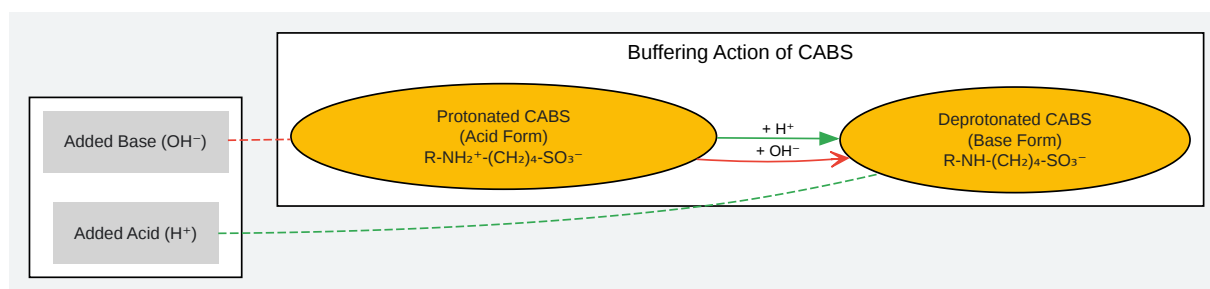 Buffering Action of CABS
Added Base (OH⁻)
Added Acid (H⁺)
Protonated CABS
(Acid Form)
R-NH₂⁺-(CH₂)₄-SO₃⁻
+ H⁺
+ OH⁻
Deprotonated CABS
(Base Form)
R-NH-(CH₂)₄-SO₃⁻